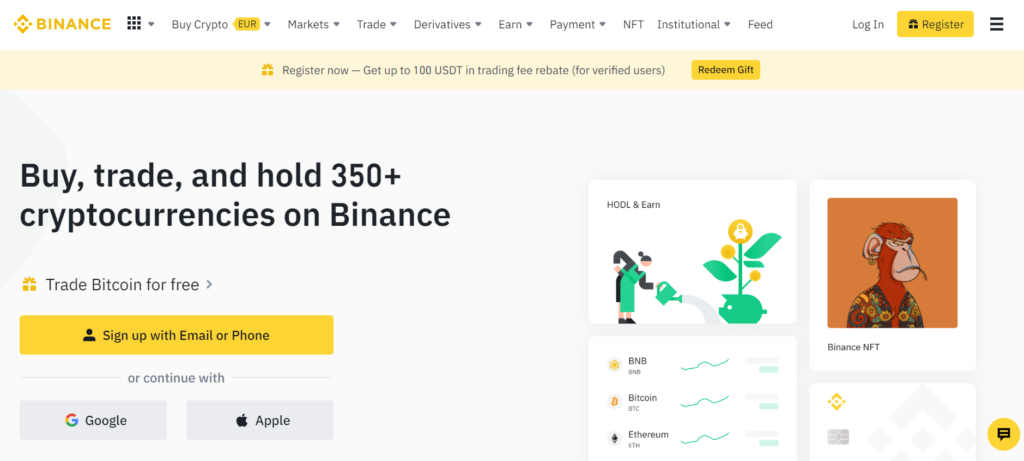 BINANCE Buy Crypto EUR Markets Trade Derivatives Earn Payment NFT Institutional Feed Log In Register
Register now — Get up to 100 USDT in trading fee rebate (for verified users) Redeem Gift
Buy, trade, and hold 350+
cryptocurrencies on Binance
Trade Bitcoin for free
Sign up with Email or Phone
or continue with
Google Apple
HODL & Earn
Binance NFT
BNB
BNB
Bitcoin
BTC
Ethereum
ETH